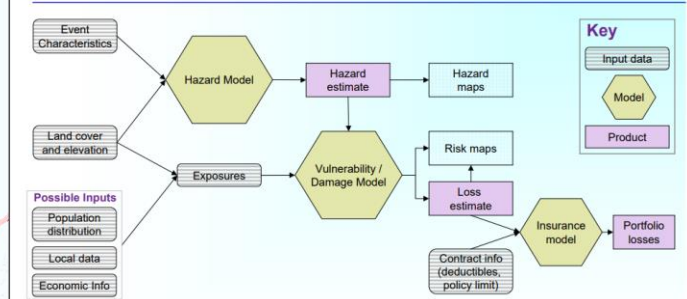 Event
Characteristics
Hazard Model
Hazard
estimate
Hazard
maps
Key
Input data
Model
Product
Land cover
and elevation
Exposures
Vulnerability /
Damage Model
Risk maps
Loss
estimate
Possible Inputs
Population
distribution
Local data
Economic Info
Insurance
model
Portfolio
losses
Contract info
(deductibles,
policy limit)